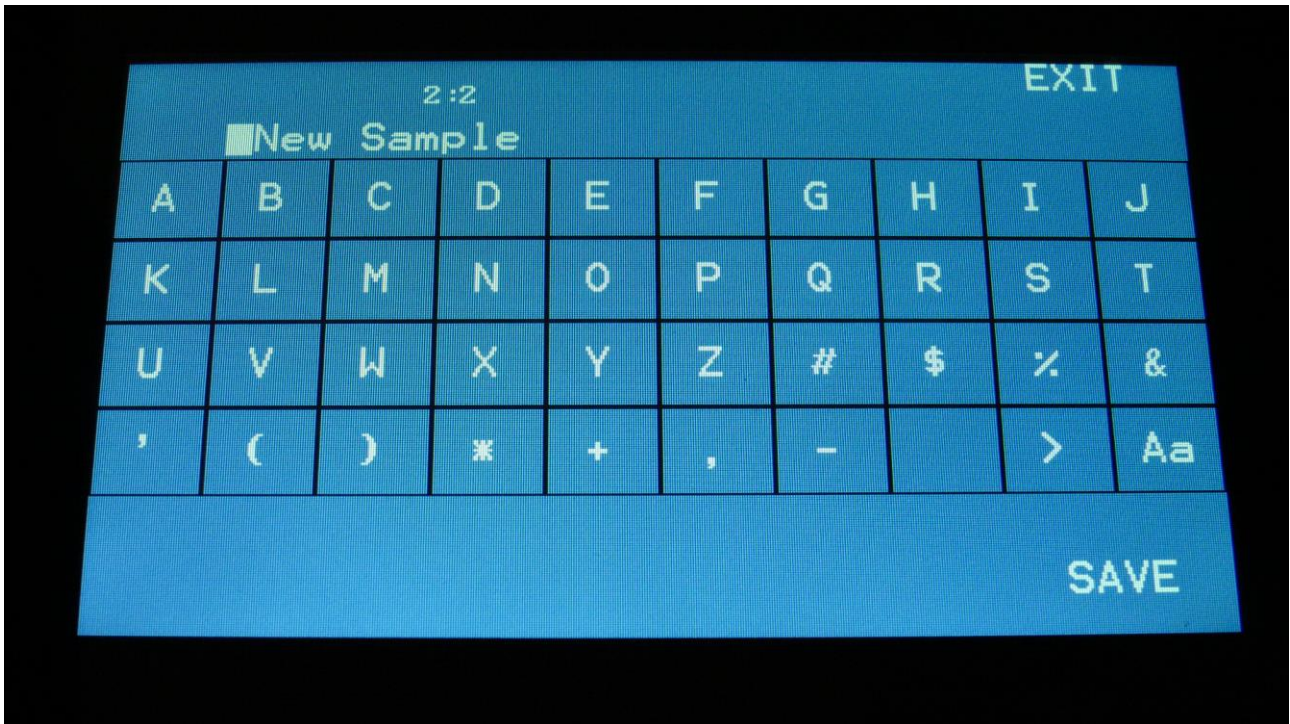 EXIT
2:2
New Sample
A B C D E F G H I J
K L M N O P Q R S T
U V W X Y Z # $ % &
' ( ) * + , - > Aa
SAVE